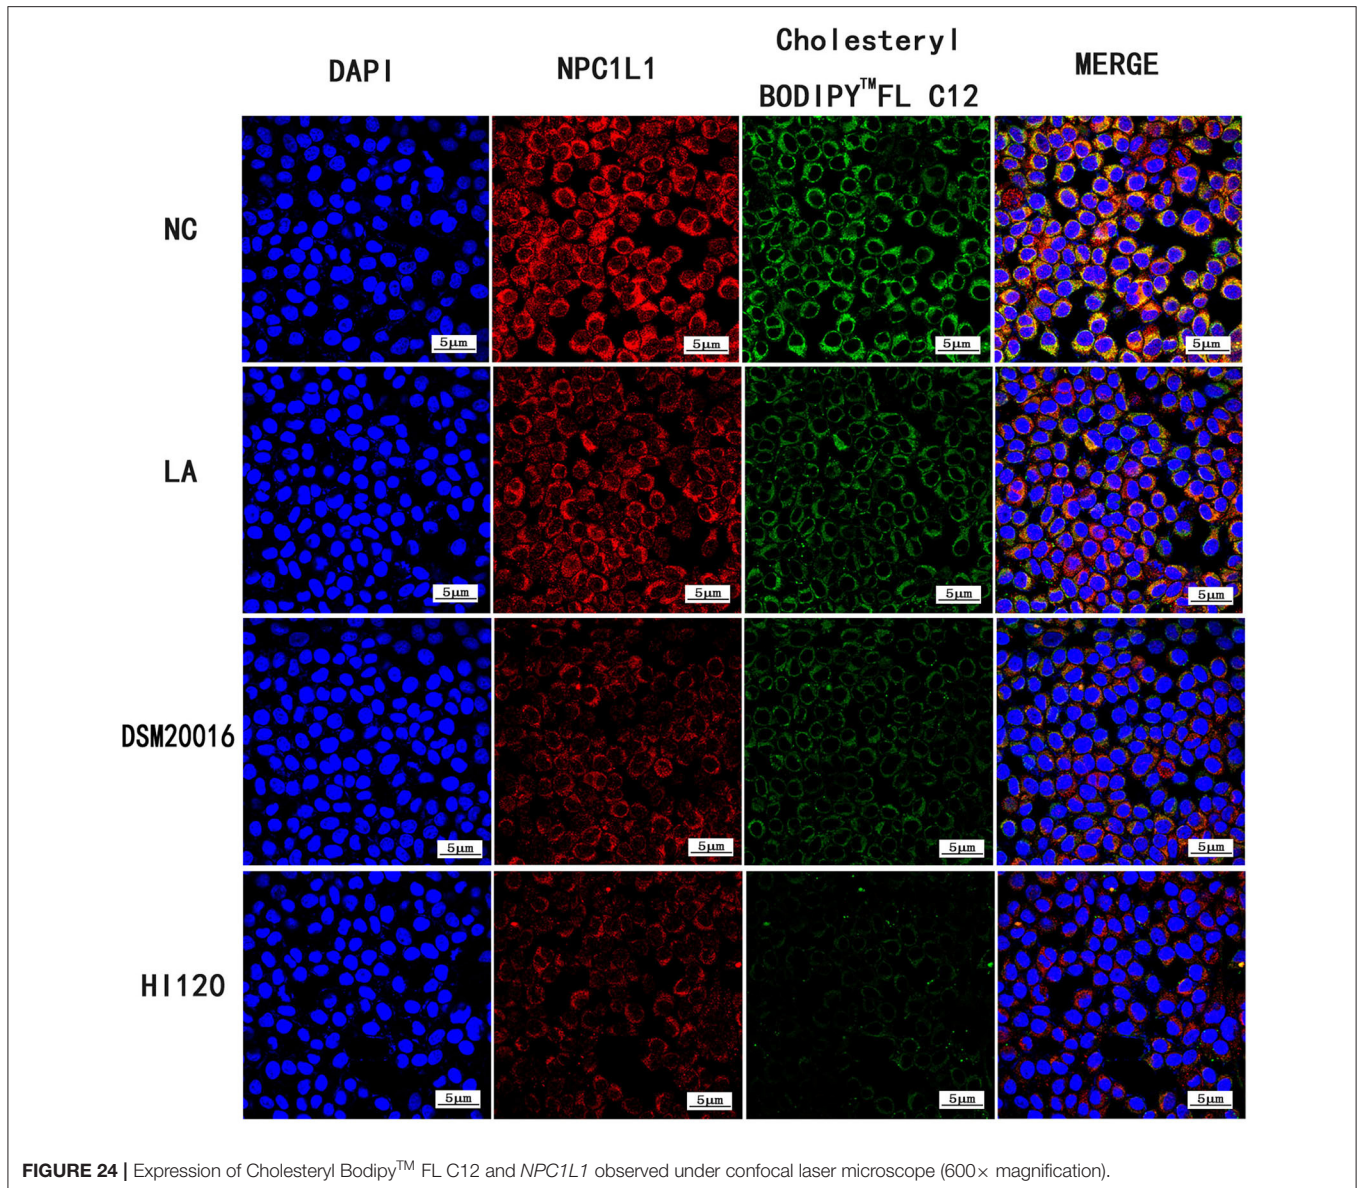 DAPI NPC1L1 Cholesteryl BODIPY™FL C12 MERGE
NC
5μm 5μm 5μm 5μm
LA
5μm 5μm 5μm 5μm
DSM20016
5μm 5μm 5μm 5μm
HI120
5μm 5μm 5μm 5μm
FIGURE 24 | Expression of Cholesteryl Bodipy™ FL C12 and NPC1L1 observed under confocal laser microscope (600× magnification).